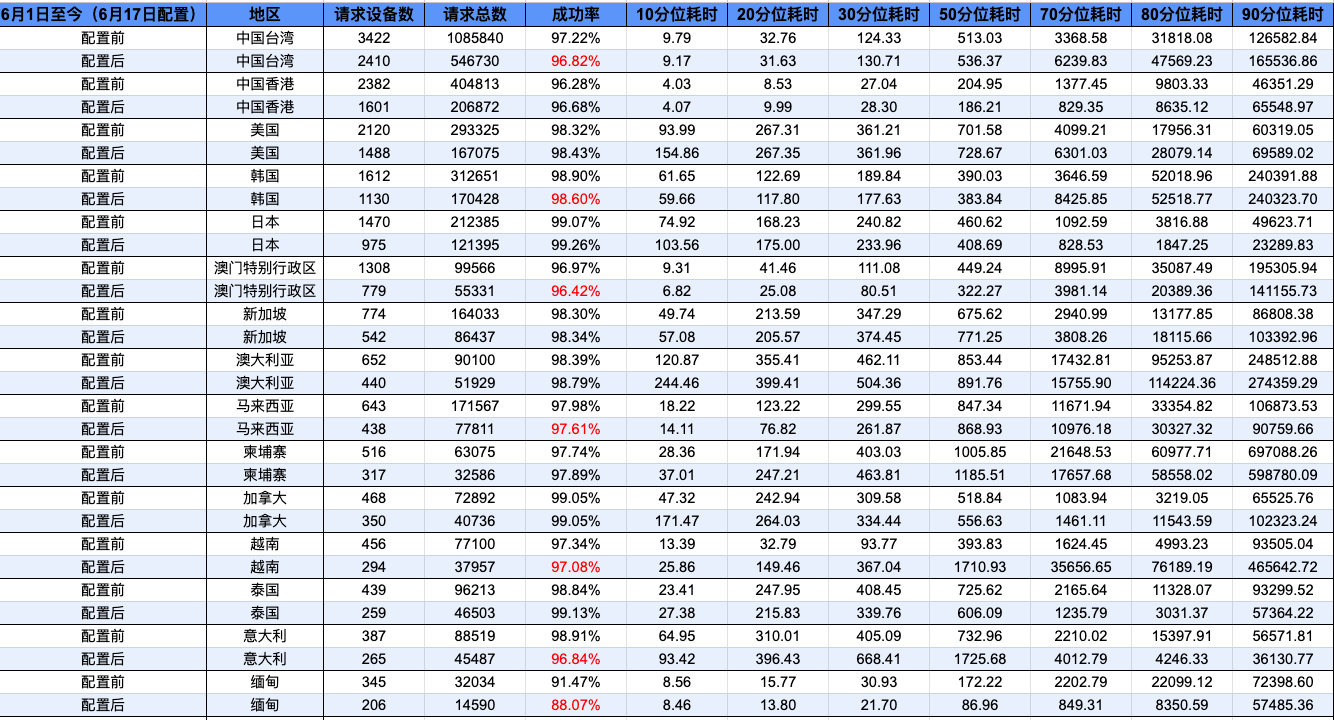 6月1日至今（6月17日配置） 地区 请求设备数 请求总数 成功率 10分位耗时 20分位耗时 30分位耗时 50分位耗时 70分位耗时 80分位耗时 90分位耗时
配置前 中国台湾 3422 1085840 97.22% 9.79 32.76 124.33 513.03 3368.58 31818.08 126582.84
配置后 中国台湾 2410 546730 96.82% 9.17 31.63 130.71 536.37 6239.83 47569.23 165536.86
配置前 中国香港 2382 404813 96.28% 4.03 8.53 27.04 204.95 1377.45 9803.33 46351.29
配置后 中国香港 1601 206872 96.68% 4.07 9.99 28.30 186.21 829.35 8635.12 65548.97
配置前 美国 2120 293325 98.32% 93.99 267.31 361.21 701.58 4099.21 17956.31 60319.05
配置后 美国 1488 167075 98.43% 154.86 267.35 361.96 728.67 6301.03 28079.14 69589.02
配置前 韩国 1612 312651 98.90% 61.65 122.69 189.84 390.03 3646.59 52018.96 240391.88
配置后 韩国 1130 170428 98.60% 59.66 117.80 177.63 383.84 8425.85 52518.77 240323.70
配置前 日本 1470 212385 99.07% 74.92 168.23 240.82 460.62 1092.59 3816.88 49623.71
配置后 日本 975 121395 99.26% 103.56 175.00 233.96 408.69 828.53 1847.25 23289.83
配置前 澳门特别行政区 1308 99566 96.97% 9.31 41.46 111.08 449.24 8995.91 35087.49 195305.94
配置后 澳门特别行政区 779 55331 96.42% 6.82 25.08 80.51 322.27 3981.14 20389.36 141155.73
配置前 新加坡 774 164033 98.30% 49.74 213.59 347.29 675.62 2940.99 13177.85 86808.38
配置后 新加坡 542 86437 98.34% 57.08 205.57 374.45 771.25 3808.26 18115.66 103392.96
配置前 澳大利亚 652 90100 98.39% 120.87 355.41 462.11 853.44 17432.81 95253.87 248512.88
配置后 澳大利亚 440 51929 98.79% 244.46 399.41 504.36 891.76 15755.90 114224.36 274359.29
配置前 马来西亚 643 171567 97.98% 18.22 123.22 299.55 847.34 11671.94 33354.82 106873.53
配置后 马来西亚 438 77811 97.61% 14.11 76.82 261.87 868.93 10976.18 30327.32 90759.66
配置前 柬埔寨 516 63075 97.74% 28.36 171.94 403.03 1005.85 21648.53 60977.71 697088.26
配置后 柬埔寨 317 32586 97.89% 37.01 247.21 463.81 1185.51 17657.68 58558.02 598780.09
配置前 加拿大 468 72892 99.05% 47.32 242.94 309.58 518.84 1083.94 3219.05 65525.76
配置后 加拿大 350 40736 99.05% 171.47 264.03 334.44 556.63 1461.11 11543.59 102323.24
配置前 越南 456 77100 97.34% 13.39 32.79 93.77 393.83 1624.45 4993.23 93505.04
配置后 越南 294 37957 97.08% 25.86 149.46 367.04 1710.93 35656.65 76189.19 465642.72
配置前 泰国 439 96213 98.84% 23.41 247.95 408.45 725.62 2165.64 11328.07 93299.52
配置后 泰国 259 46503 99.13% 27.38 215.83 339.76 606.09 1235.79 3031.37 57364.22
配置前 意大利 387 88519 98.91% 64.95 310.01 405.09 732.96 2210.02 15397.91 56571.81
配置后 意大利 265 45487 96.84% 93.42 396.43 668.41 1725.68 4012.79 4246.33 36130.77
配置前 缅甸 345 32034 91.47% 8.56 15.77 30.93 172.22 2202.79 22099.12 72398.60
配置后 缅甸 206 14590 88.07% 8.46 13.80 21.70 86.96 849.31 8350.59 57485.36